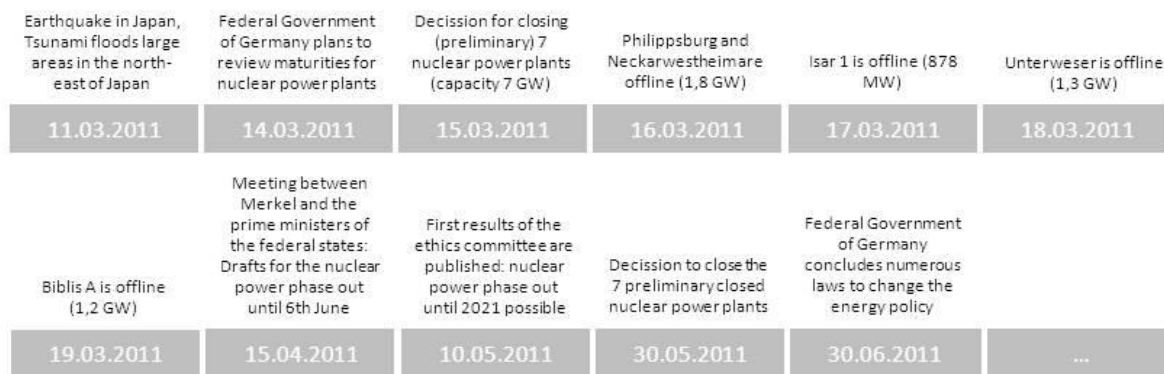 Earthquake in Japan,
Tsunami floods large
areas in the north-
east of Japan
11.03.2011
Federal Government
of Germany plans to
review maturities for
nuclear power plants
14.03.2011
Decission for closing
(preliminary) 7
nuclear power plants
(capacity 7 GW)
15.03.2011
Philippsburg and
Neckarwestheim are
offline (1,8 GW)
16.03.2011
Isar 1 is offline (878
MW)
17.03.2011
Unterweser is offline
(1,3 GW)
18.03.2011
Biblis A is offline
(1,2 GW)
19.03.2011
Meeting between
Merkel and the
prime ministers of
the federal states:
Drafts for the nuclear
power phase out
until 6th June
15.04.2011
First results of the
ethics committee are
published: nuclear
power phase out
until 2021 possible
10.05.2011
Decission to close the
7 preliminary closed
nuclear power plants
30.05.2011
Federal Government
of Germany
concludes numerous
laws to change the
energy policy
30.06.2011
...